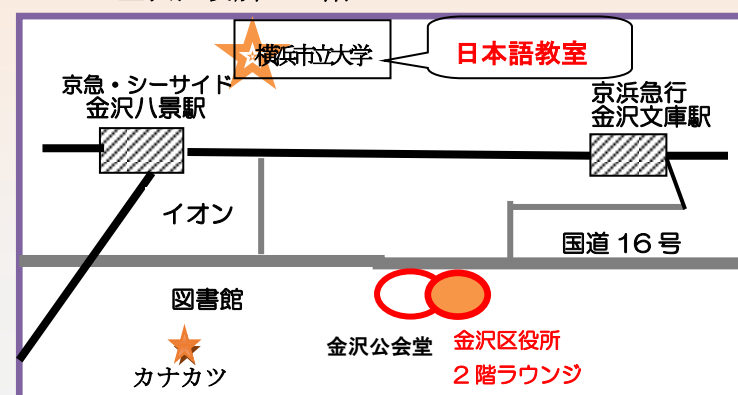 横浜市立大学
日本語教室
京急・シーサイド
金沢八景駅
京浜急行
金沢文庫駅
イオン
国道16号
図書館
カナカツ
金沢公会堂
金沢区役所
2階ラウンジ